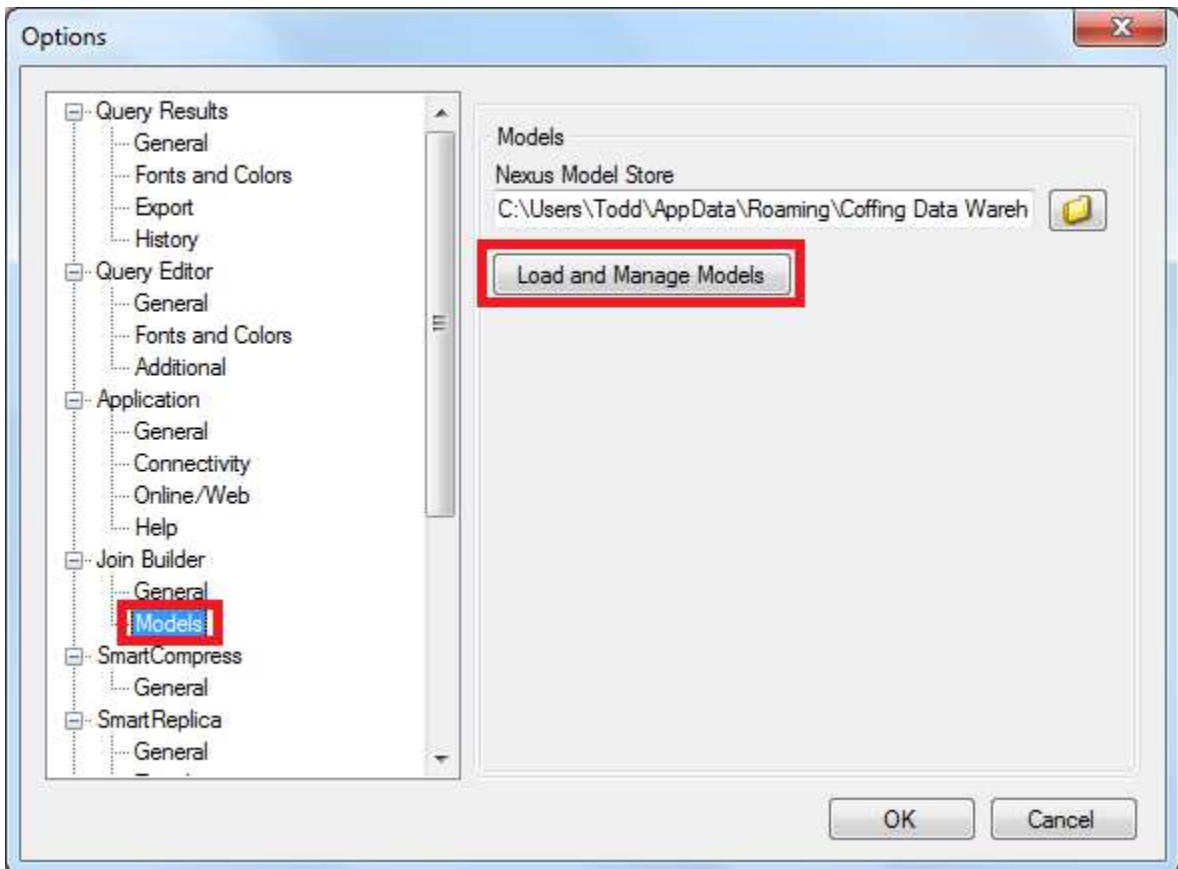 Options
Query Results
General
Fonts and Colors
Export
History
Query Editor
General
Fonts and Colors
Additional
Application
General
Connectivity
Online/Web
Help
Join Builder
General
Models
SmartCompress
General
SmartReplica
General
Models
Nexus Model Store
C:\Users\Todd\AppData\Roaming\Coffing Data Wareh
Load and Manage Models
OK
Cancel